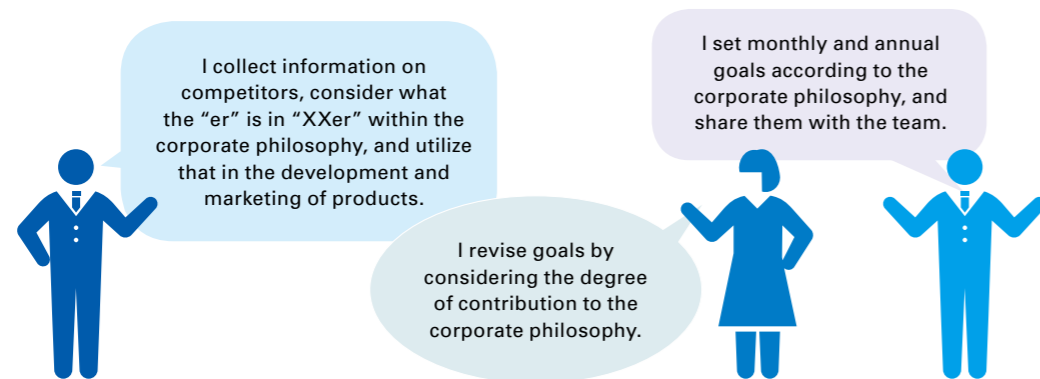 I collect information on
competitors, consider what
the “er” is in “XXer” within the
corporate philosophy, and utilize
that in the development and
marketing of products.
I revise goals by
considering the degree
of contribution to the
corporate philosophy.
I set monthly and annual
goals according to the
corporate philosophy, and
share them with the team.